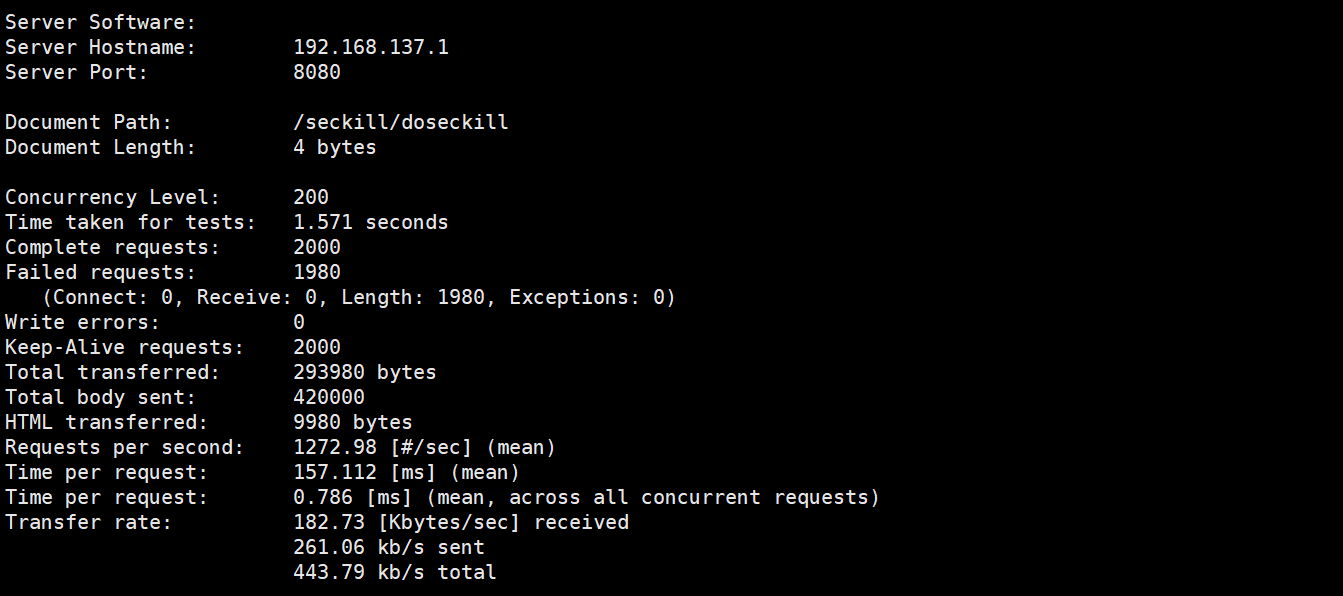 Server Software:
Server Hostname: 192.168.137.1
Server Port: 8080
Document Path: /seckill/doseckill
Document Length: 4 bytes
Concurrency Level: 200
Time taken for tests: 1.571 seconds
Complete requests: 2000
Failed requests: 1980
(Connect: 0, Receive: 0, Length: 1980, Exceptions: 0)
Write errors: 0
Keep-Alive requests: 2000
Total transferred: 293980 bytes
Total body sent: 420000
HTML transferred: 9980 bytes
Requests per second: 1272.98 [#/sec] (mean)
Time per request: 157.112 [ms] (mean)
Time per request: 0.786 [ms] (mean, across all concurrent requests)
Transfer rate: 182.73 [Kbytes/sec] received
261.06 kb/s sent
443.79 kb/s total